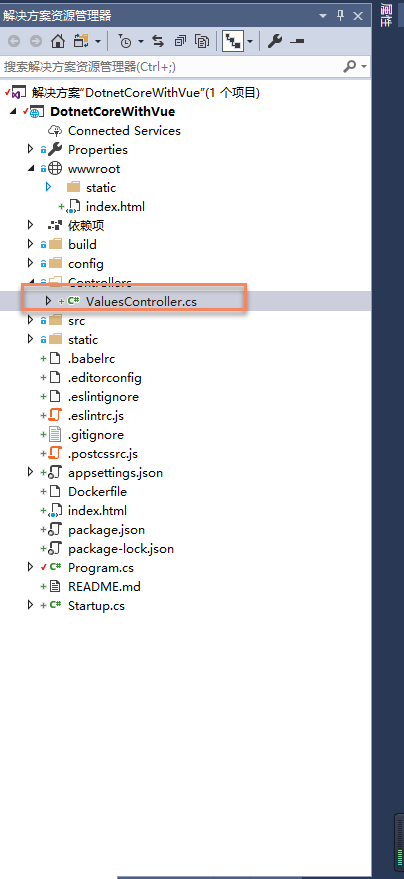 解决方案资源管理器
属性
搜索解决方案资源管理器(Ctrl+;)
解决方案"DotnetCoreWithVue"(1 个项目)
DotnetCoreWithVue
Connected Services
Properties
wwwroot
static
index.html
依赖项
build
config
Controllers
C# ValuesController.cs
src
static
.babelrc
.editorconfig
.eslintignore
.eslintrc.js
.gitignore
.postcssrc.js
appsettings.json
Dockerfile
index.html
package.json
package-lock.json
C# Program.cs
README.md
C# Startup.cs